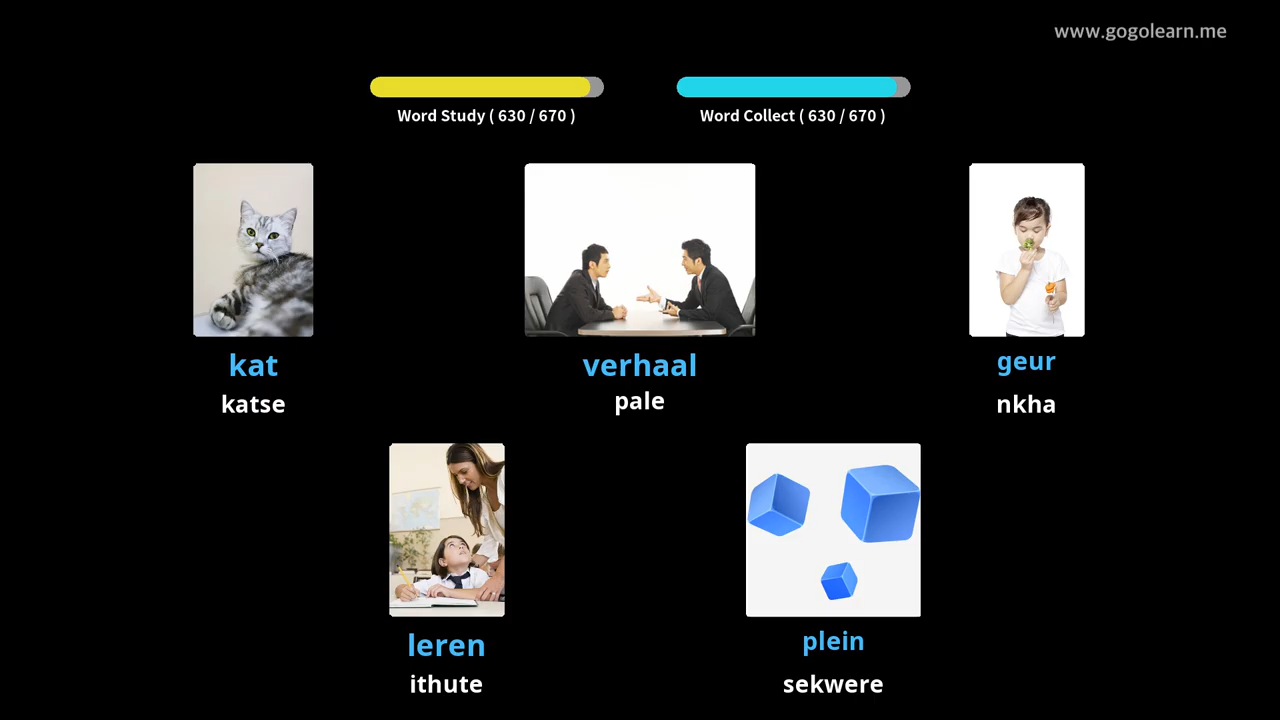 www.gogolearn.me
Word Study ( 630 / 670 )
Word Collect ( 630 / 670 )
kat
katse
verhaal
pale
geur
nkha
leren
ithute
plein
sekwere